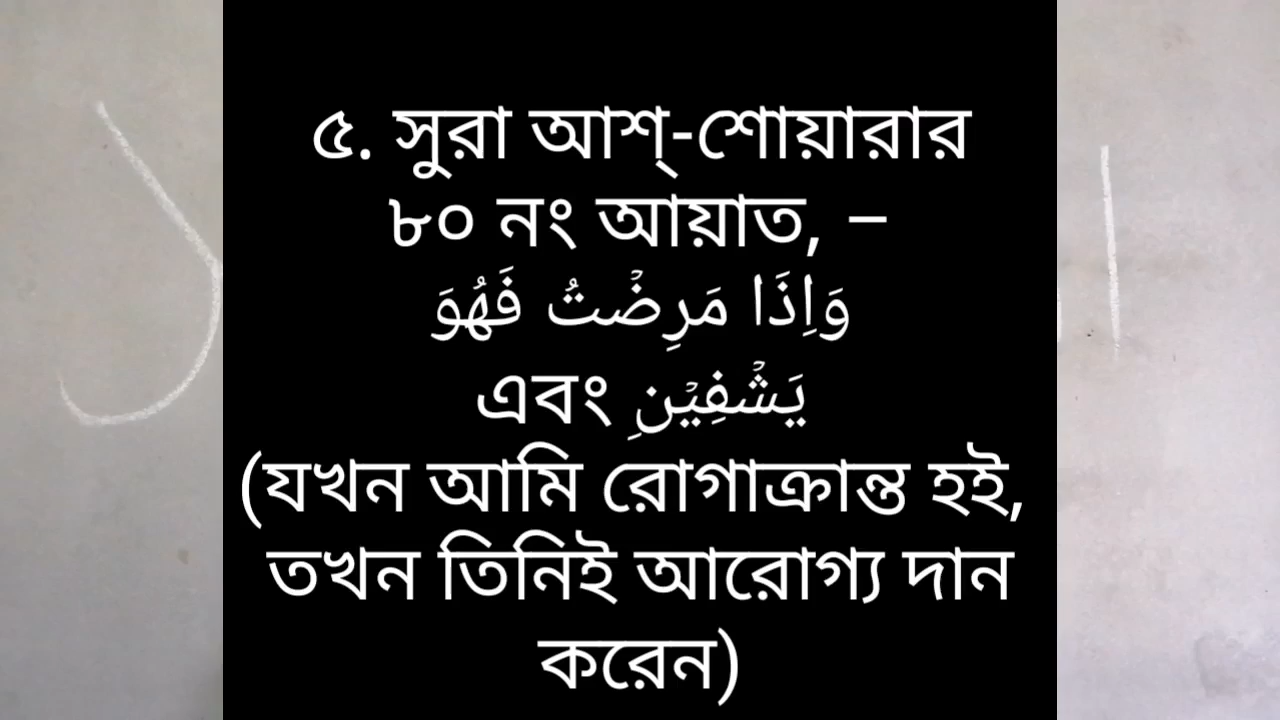 ৫. সুরা আশ্-শোয়ারার
৮০ নং আয়াত, –
وَاِذَا مَرِضۡتُ فَهُوَ
এবং يَشۡفِيۡنِ
(যখন আমি রোগাক্রান্ত হই,
তখন তিনিই আরোগ্য দান
করেন)